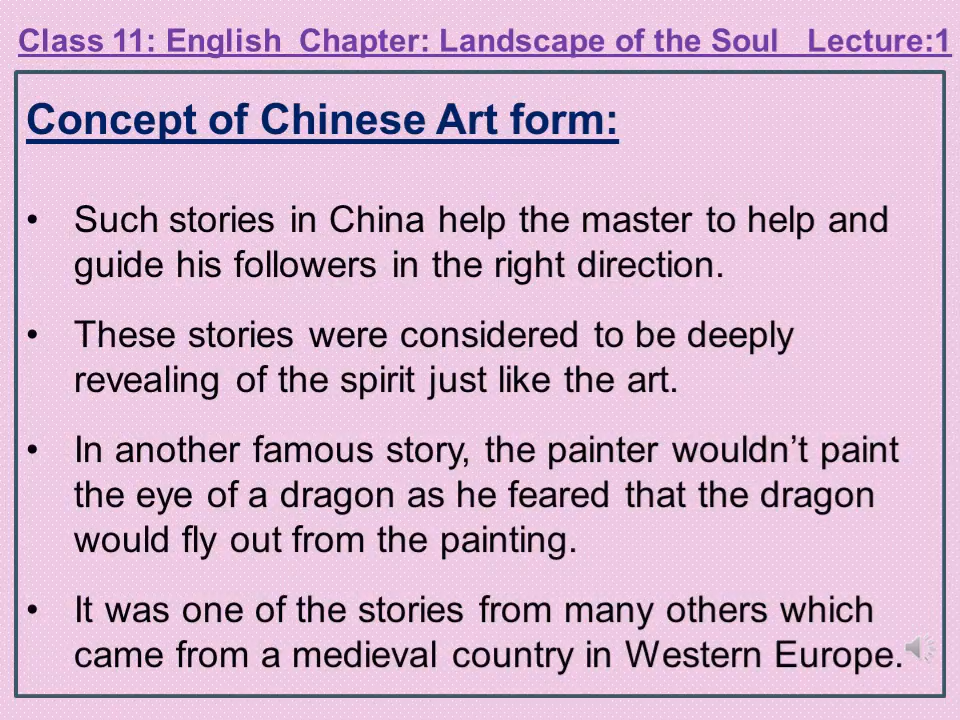 Class 11: English  Chapter: Landscape of the Soul   Lecture:1
Concept of Chinese Art form:
• Such stories in China help the master to help and
guide his followers in the right direction.
• These stories were considered to be deeply
revealing of the spirit just like the art.
• In another famous story, the painter wouldn’t paint
the eye of a dragon as he feared that the dragon
would fly out from the painting.
• It was one of the stories from many others which
came from a medieval country in Western Europe.